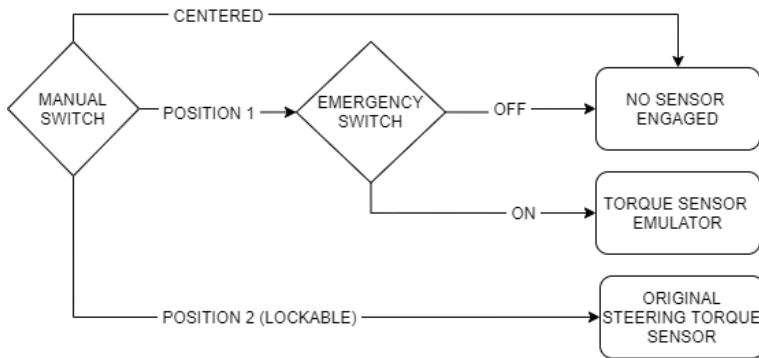 CENTERED
MANUAL
SWITCH
POSITION 1
EMERGENCY
SWITCH
OFF
NO SENSOR
ENGAGED
ON
TORQUE SENSOR
EMULATOR
POSITION 2 (LOCKABLE)
ORIGINAL
STEERING TORQUE
SENSOR